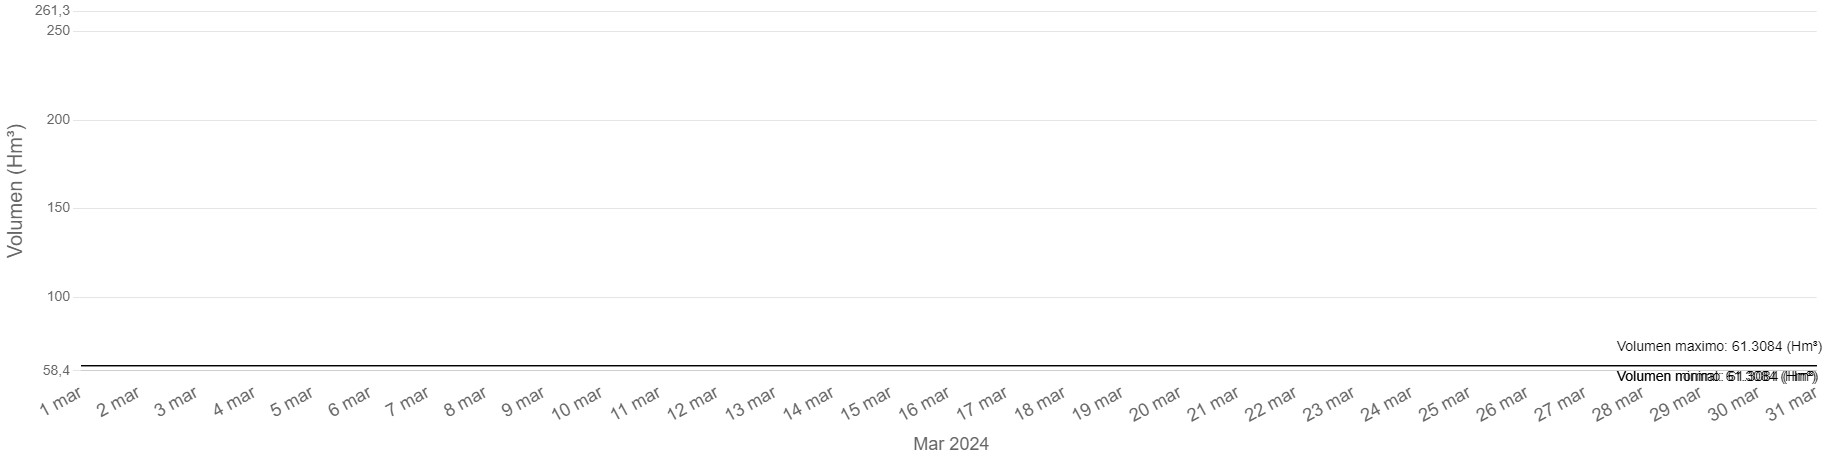 261,3
250
200
150
100
58,4
Volumen (Hm³)
Volumen maximo: 61.3084 (Hm³)
Volumen
1 mar
2 mar
3 mar
4 mar
5 mar
6 mar
7 mar
8 mar
9 mar
10 mar
11 mar
12 mar
13 mar
14 mar
15 mar
16 mar
17 mar
18 mar
19 mar
20 mar
21 mar
22 mar
23 mar
24 mar
25 mar
26 mar
27 mar
28 mar
29 mar
30 mar
31 mar
Mar 2024